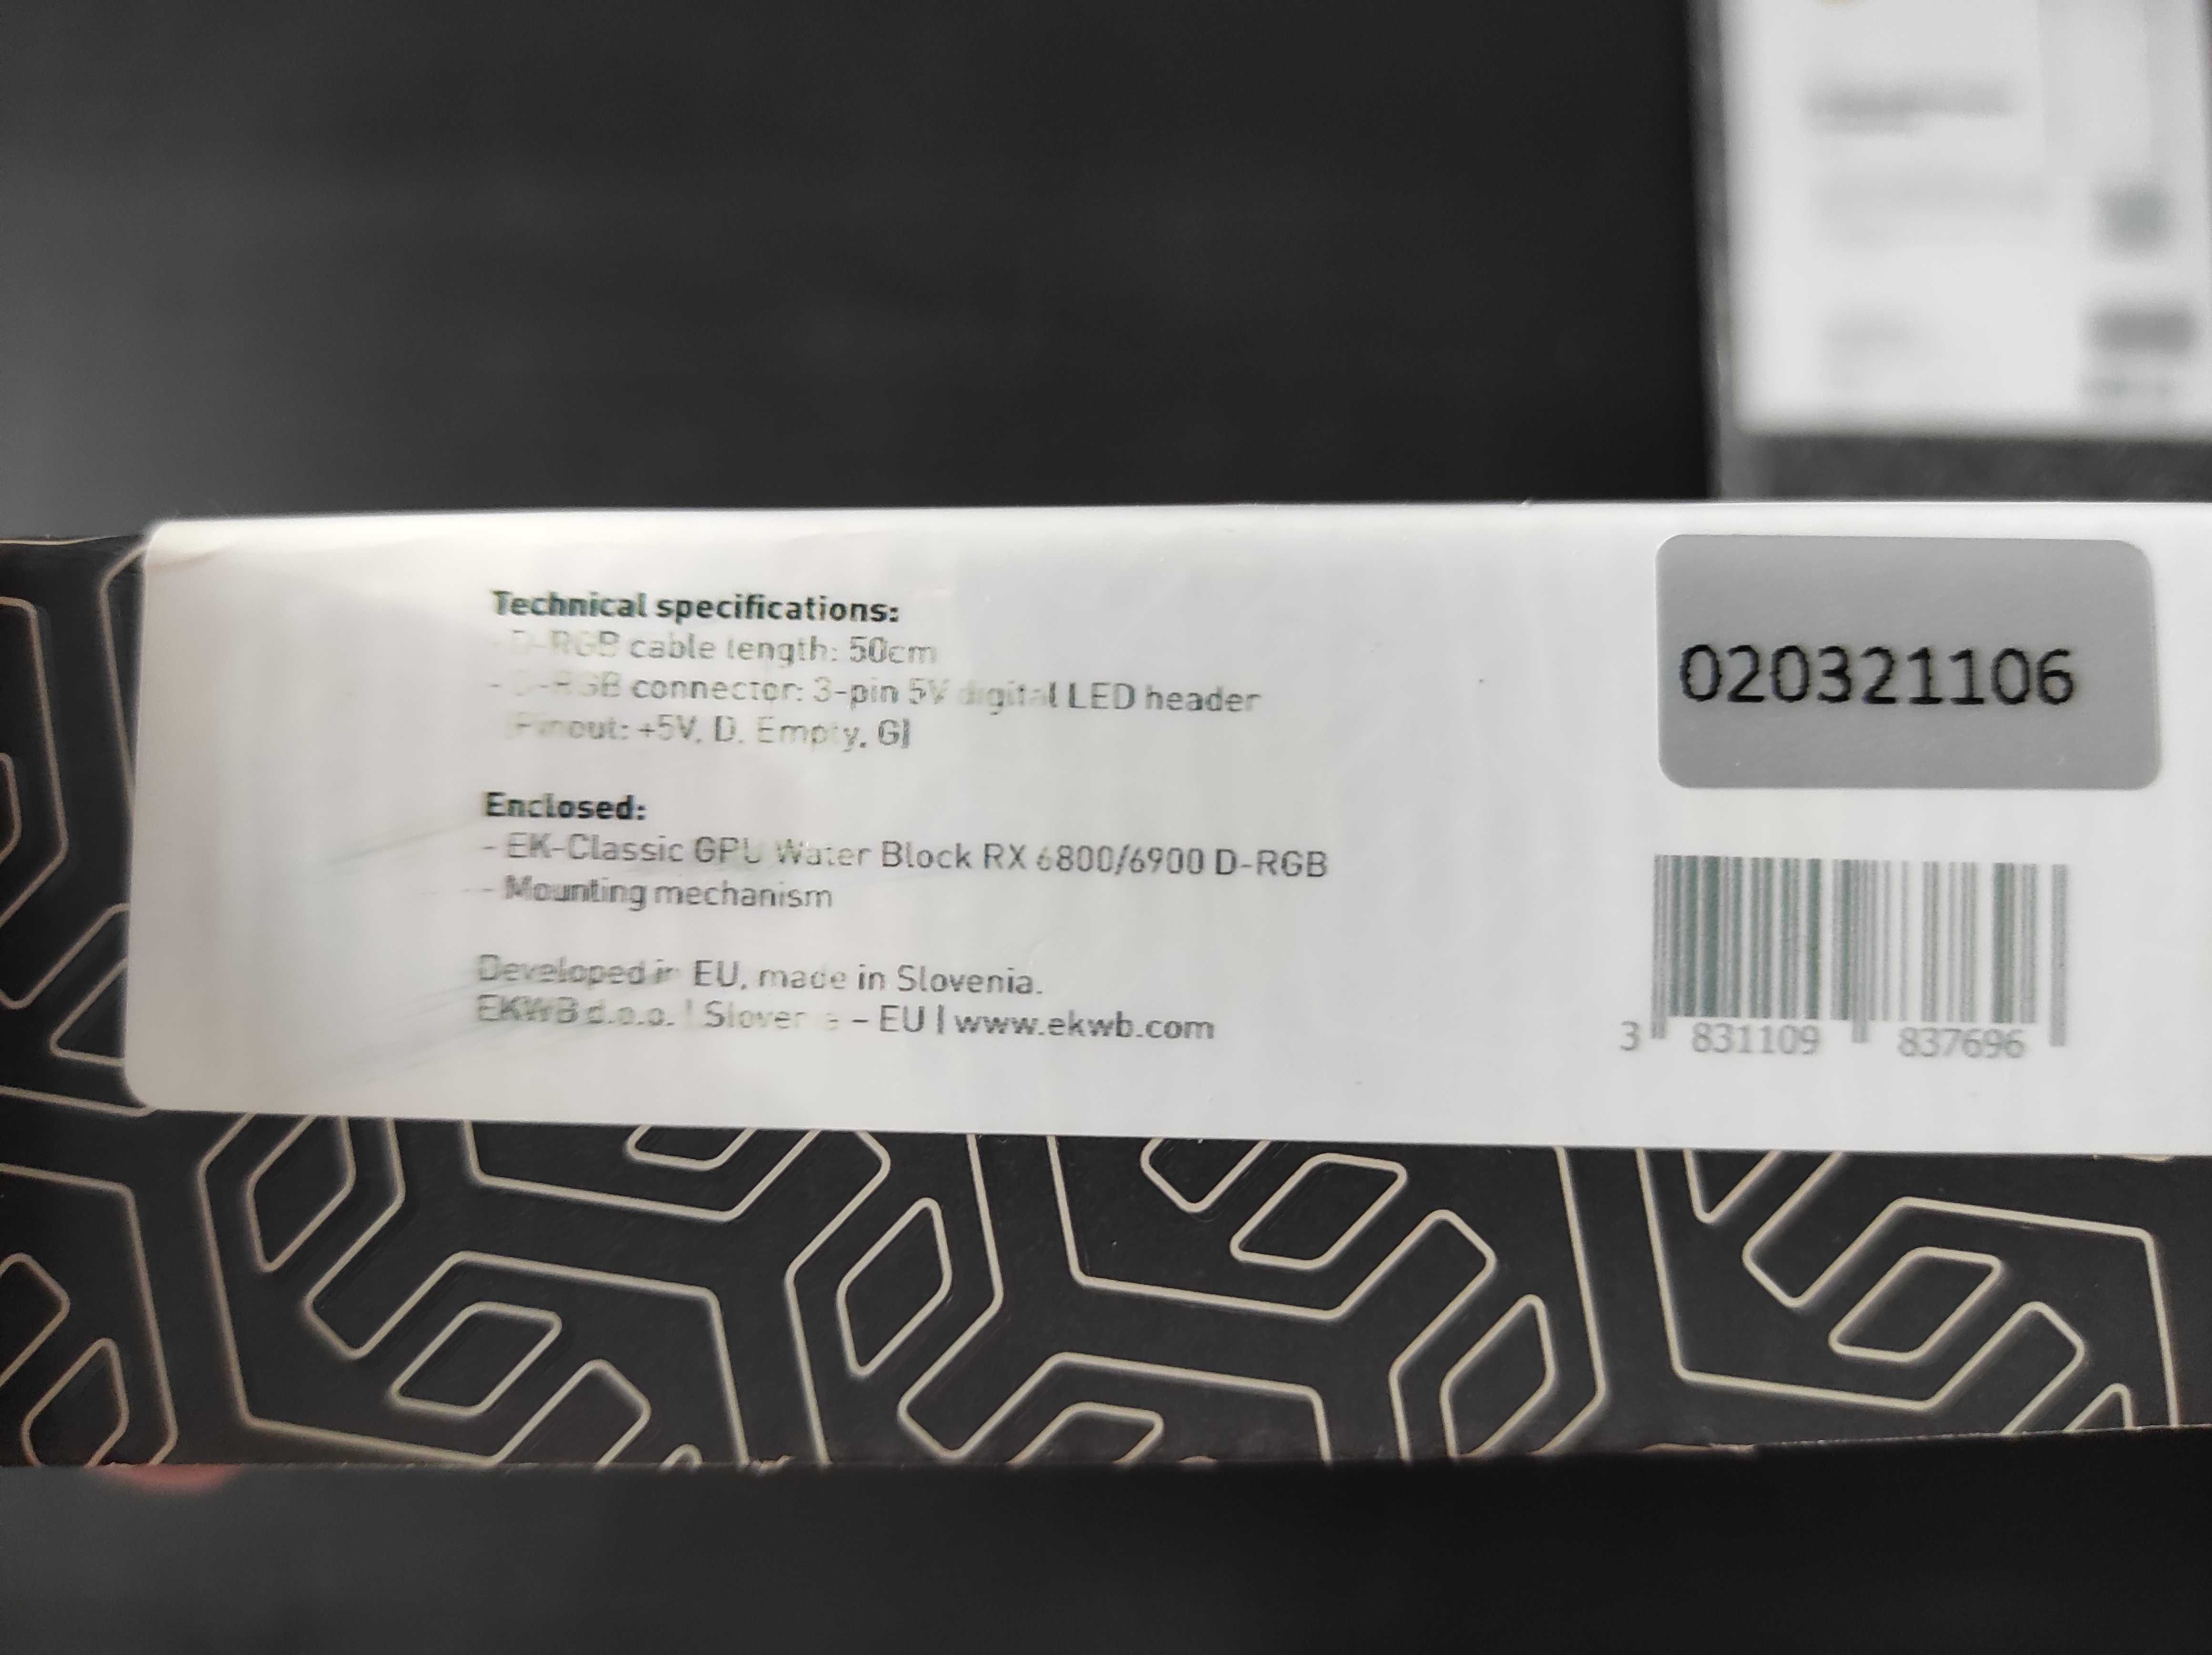 Technical specifications:
- D-RGB cable length: 50cm
- D-RGB connector: 3-pin 5V digital LED header
(Pinout: +5V, D, Empty, G)
Enclosed:
- EK-Classic GPU Water Block RX 6800/6900 D-RGB
- Mounting mechanism
Developed in EU, made in Slovenia.
EKWB d.o.o. | Slovenia – EU | www.ekwb.com
020321106
3 831109 837696